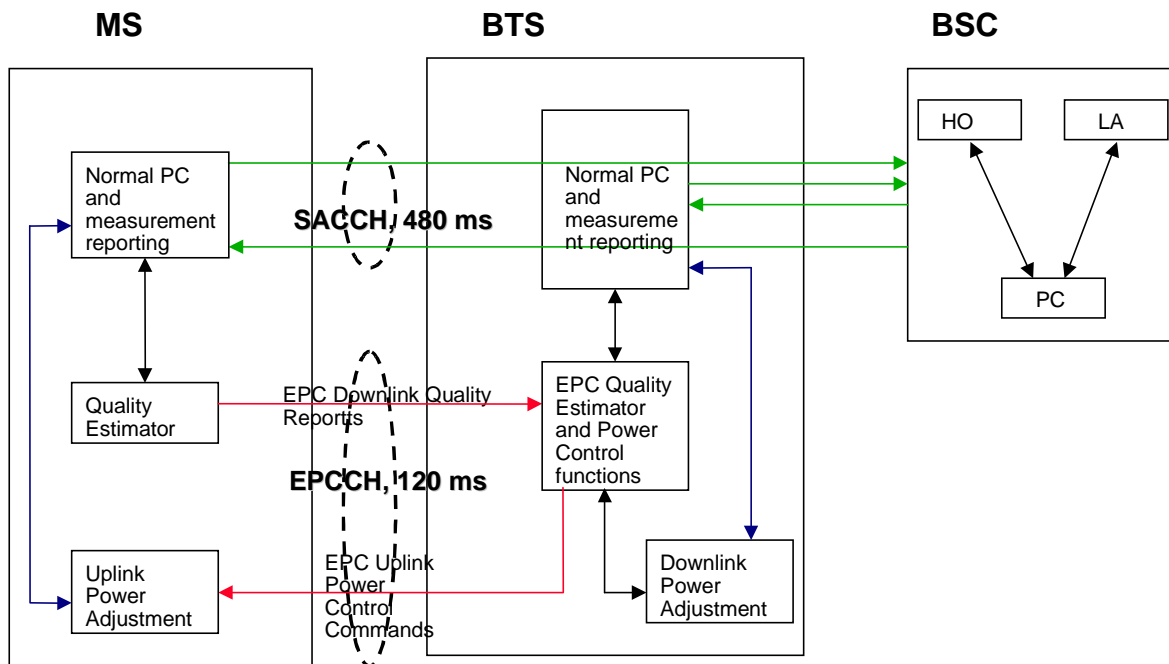 MS
BTS
BSC
HO
LA
PC
Normal PC
and
measurement
reporting
SACCH, 480 ms
Normal PC
and
measureme
nt reporting
Quality
Estimator
EPC Downlink Quality
Reportts
EPC Quality
Estimator
and Power
Control
functions
EPCCH, 120 ms
Uplink
Power
Adjustment
EPC Uplink
Power
Control
Commands
Downlink
Power
Adjustment